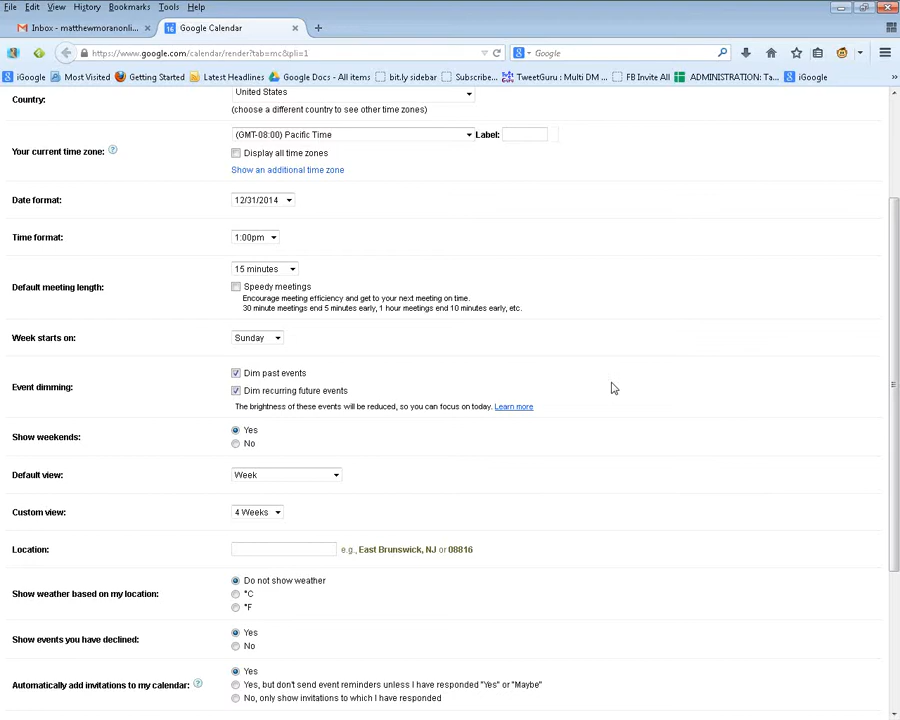 File Edit View History Bookmarks Tools Help
Inbox - matthewmoranonli... × Google Calendar × +
https://www.google.com/calendar/render?tab=mc&pli=1 Google
iGoogle Most Visited Getting Started Latest Headlines Google Docs - All items bit.ly sidebar Subscribe... TweetGuru : Multi DM ... FB Invite All ADMINISTRATION: Ta... iGoogle »
Country: United States
(choose a different country to see other time zones)
Your current time zone: ? (GMT-08:00) Pacific Time Label:
Display all time zones
Show an additional time zone
Date format: 12/31/2014
Time format: 1:00pm
Default meeting length: 15 minutes
Speedy meetings
Encourage meeting efficiency and get to your next meeting on time.
30 minute meetings end 5 minutes early, 1 hour meetings end 10 minutes early, etc.
Week starts on: Sunday
Event dimming: Dim past events
Dim recurring future events
The brightness of these events will be reduced, so you can focus on today. Learn more
Show weekends: Yes
No
Default view: Week
Custom view: 4 Weeks
Location: e.g., East Brunswick, NJ or 08816
Show weather based on my location: Do not show weather
°C
°F
Show events you have declined: Yes
No
Automatically add invitations to my calendar: ? Yes
Yes, but don't send event reminders unless I have responded "Yes" or "Maybe"
No, only show invitations to which I have responded